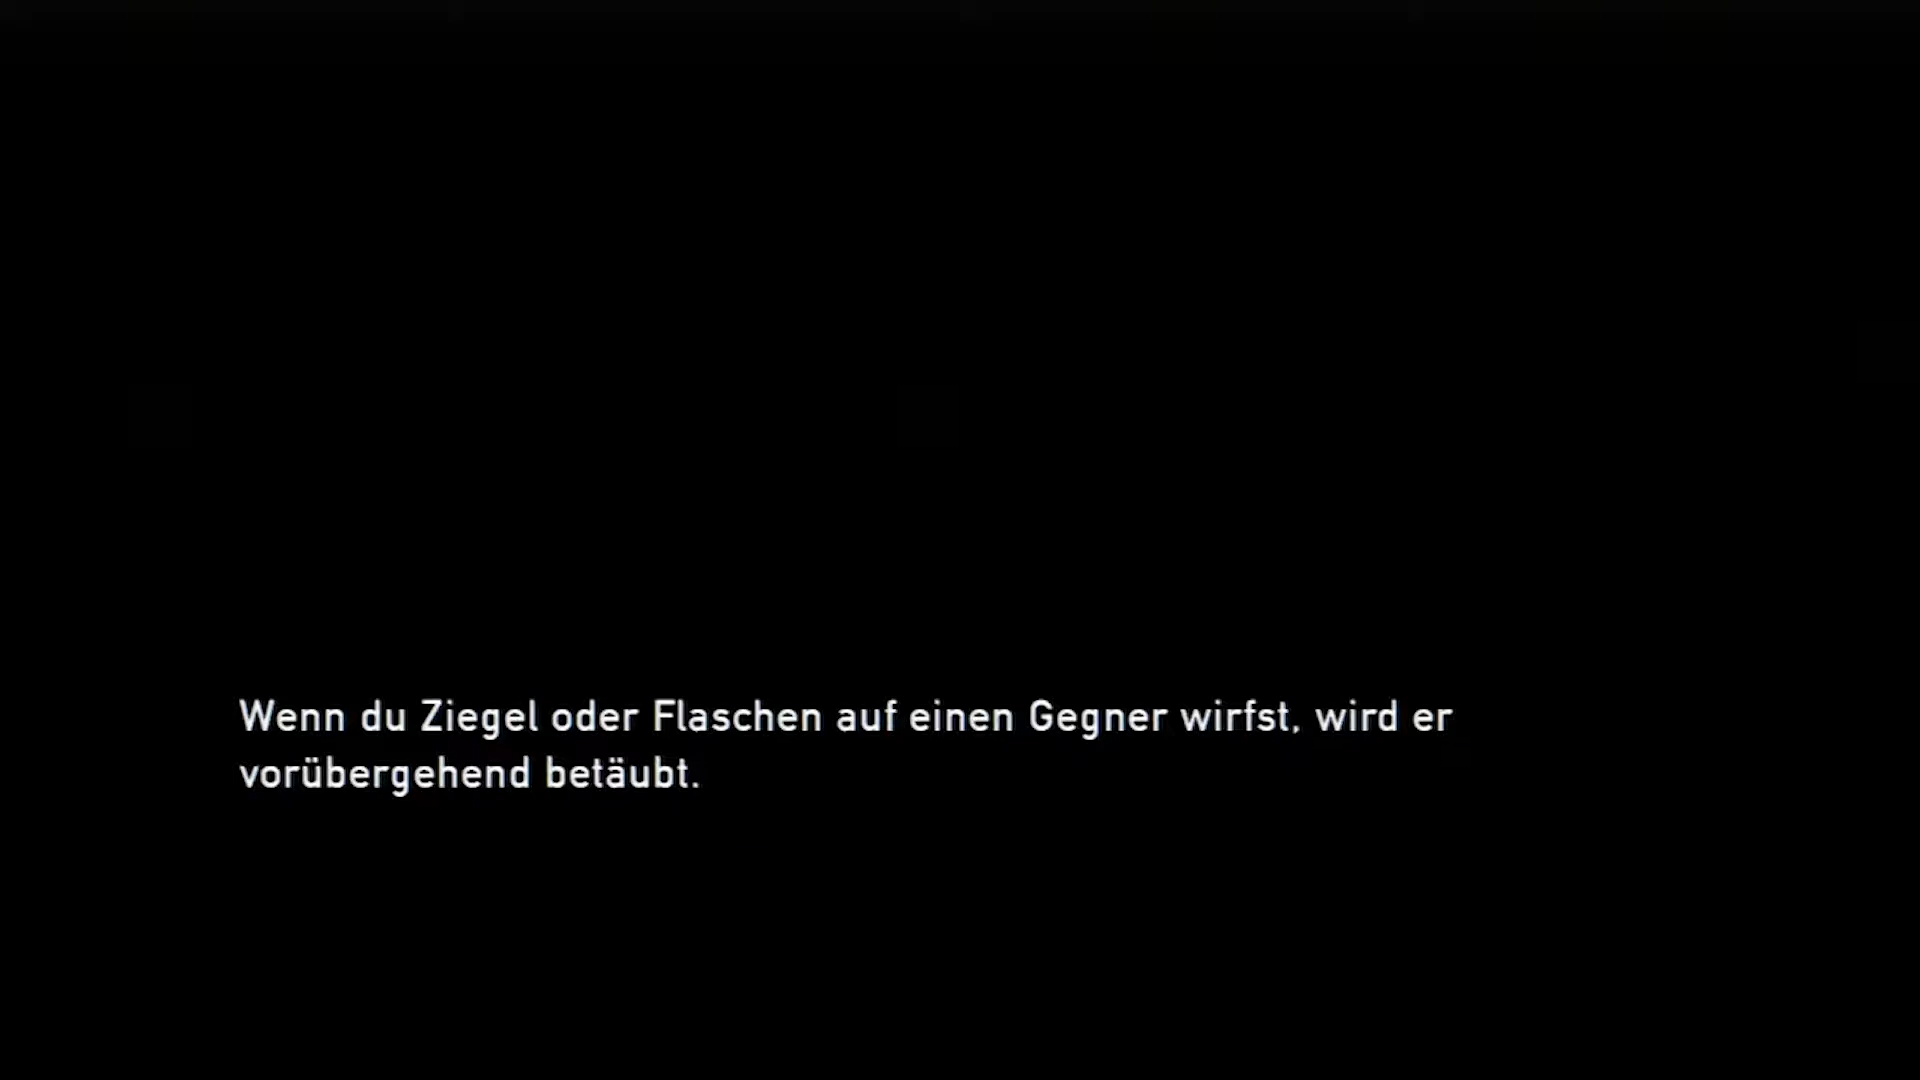 Wenn du Ziegel oder Flaschen auf einen Gegner wirfst, wird er
vorübergehend betäubt.